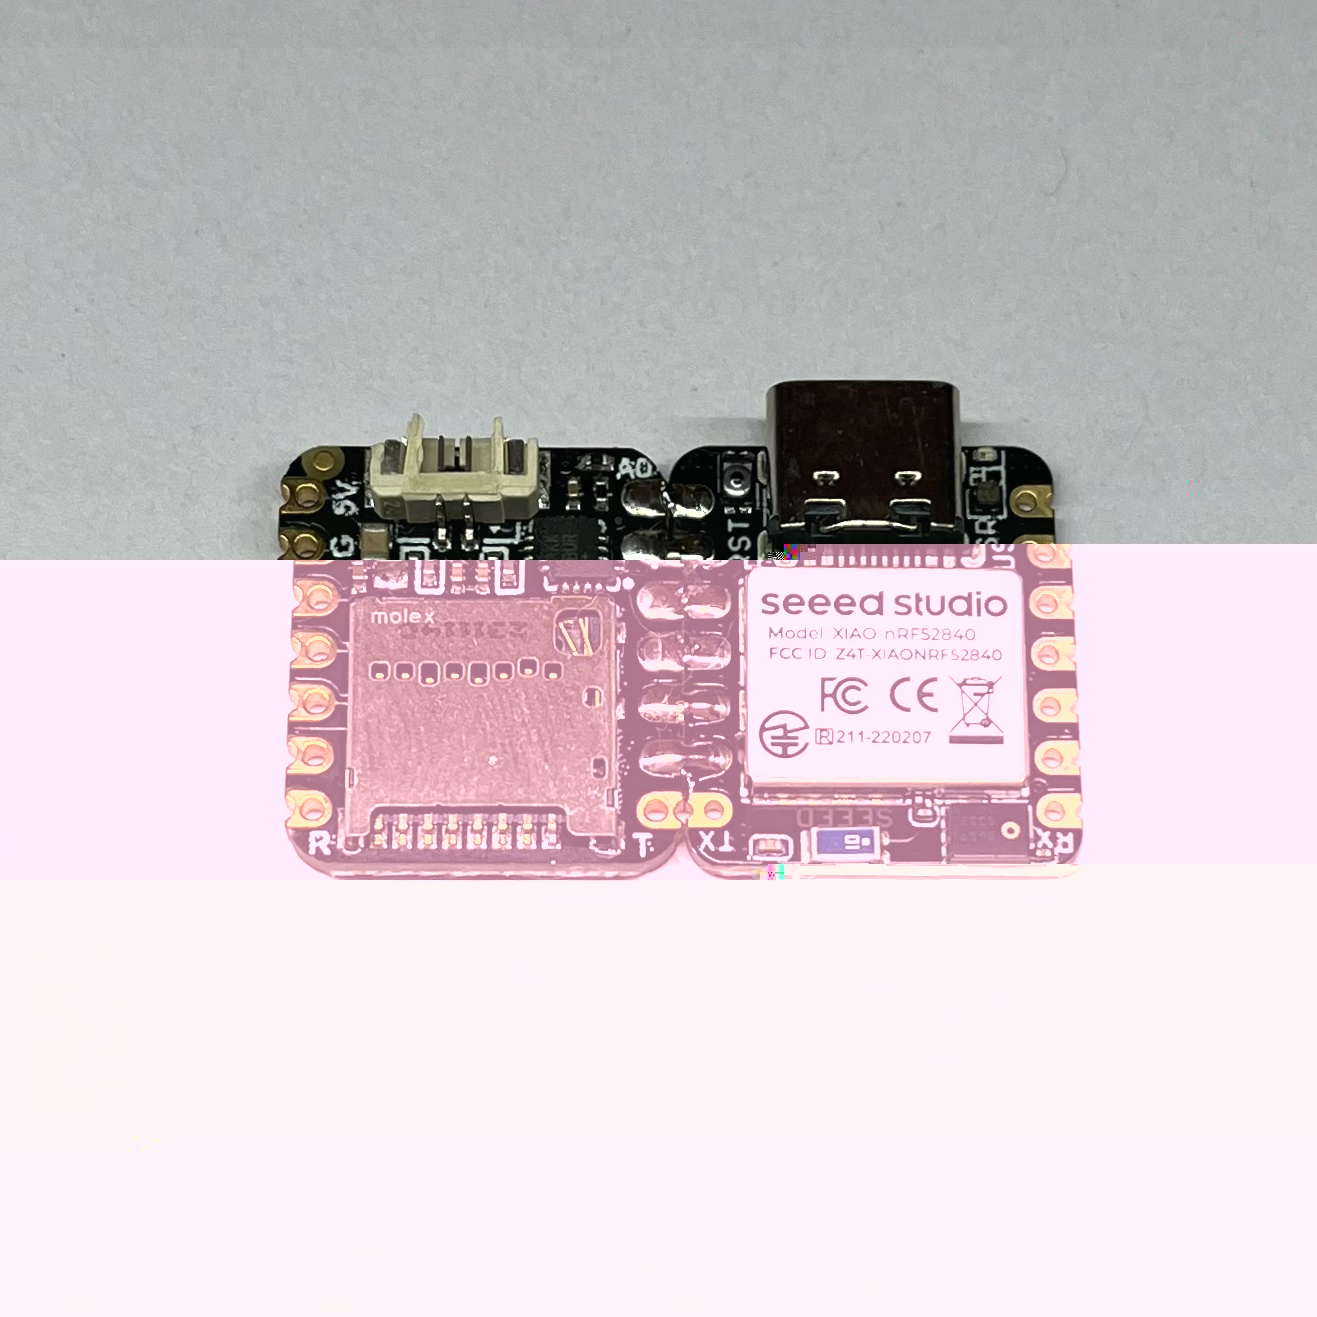 A0
5V
G
RST
USR
molex
seeed studio
Model XIAO nRF52840
FCC ID Z4T-XIAONRF52840
FC CE
R 211-220207
SEEED
R
T
TX
RX